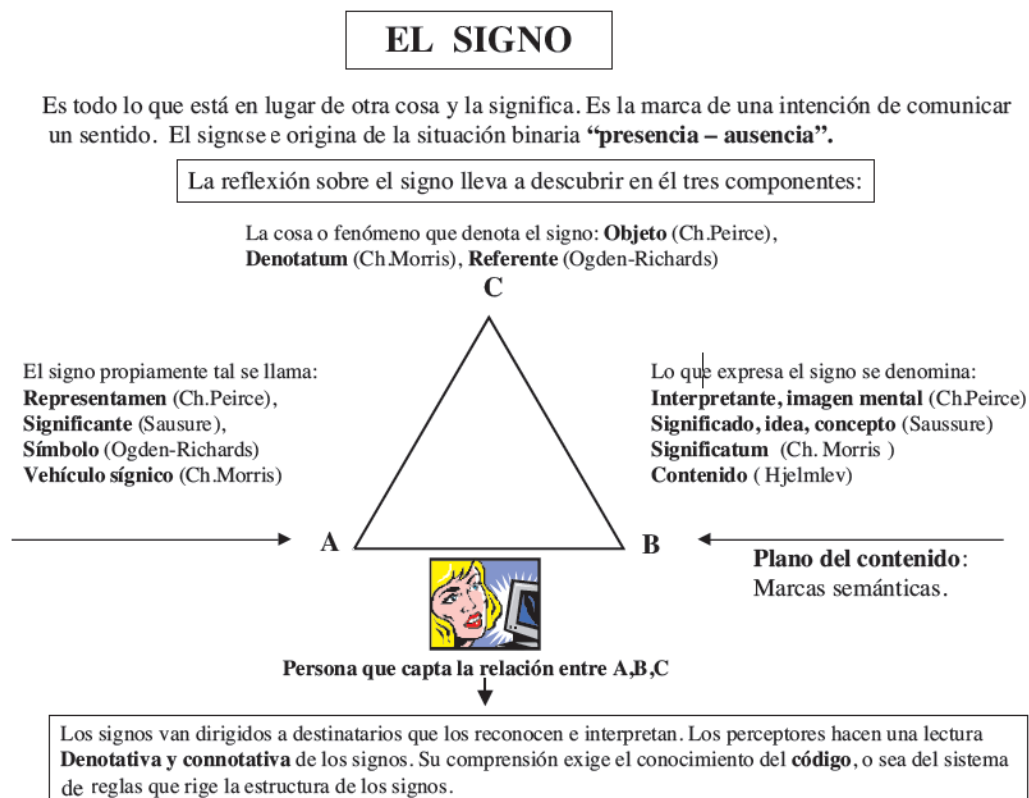 EL SIGNO
Es todo lo que está en lugar de otra cosa y la significa. Es la marca de una intención de comunicar
un sentido. El signose e origina de la situación binaria “presencia – ausencia”.
La reflexión sobre el signo lleva a descubrir en él tres componentes:
La cosa o fenómeno que denota el signo: Objeto (Ch.Peirce),
Denotatum (Ch.Morris), Referente (Ogden-Richards)
C
El signo propiamente tal se llama:
Representamen (Ch.Peirce),
Significante (Sausure),
Símbolo (Ogden-Richards)
Vehículo sígnico (Ch.Morris)
Lo que expresa el signo se denomina:
Interpretante, imagen mental (Ch.Peirce)
Significado, idea, concepto (Saussure)
Significatum (Ch. Morris )
Contenido ( Hjelmlev)
A
B
Plano del contenido:
Marcas semánticas.
Persona que capta la relación entre A,B,C
Los signos van dirigidos a destinatarios que los reconocen e interpretan. Los perceptores hacen una lectura
Denotativa y connotativa de los signos. Su comprensión exige el conocimiento del código, o sea del sistema
de reglas que rige la estructura de los signos.